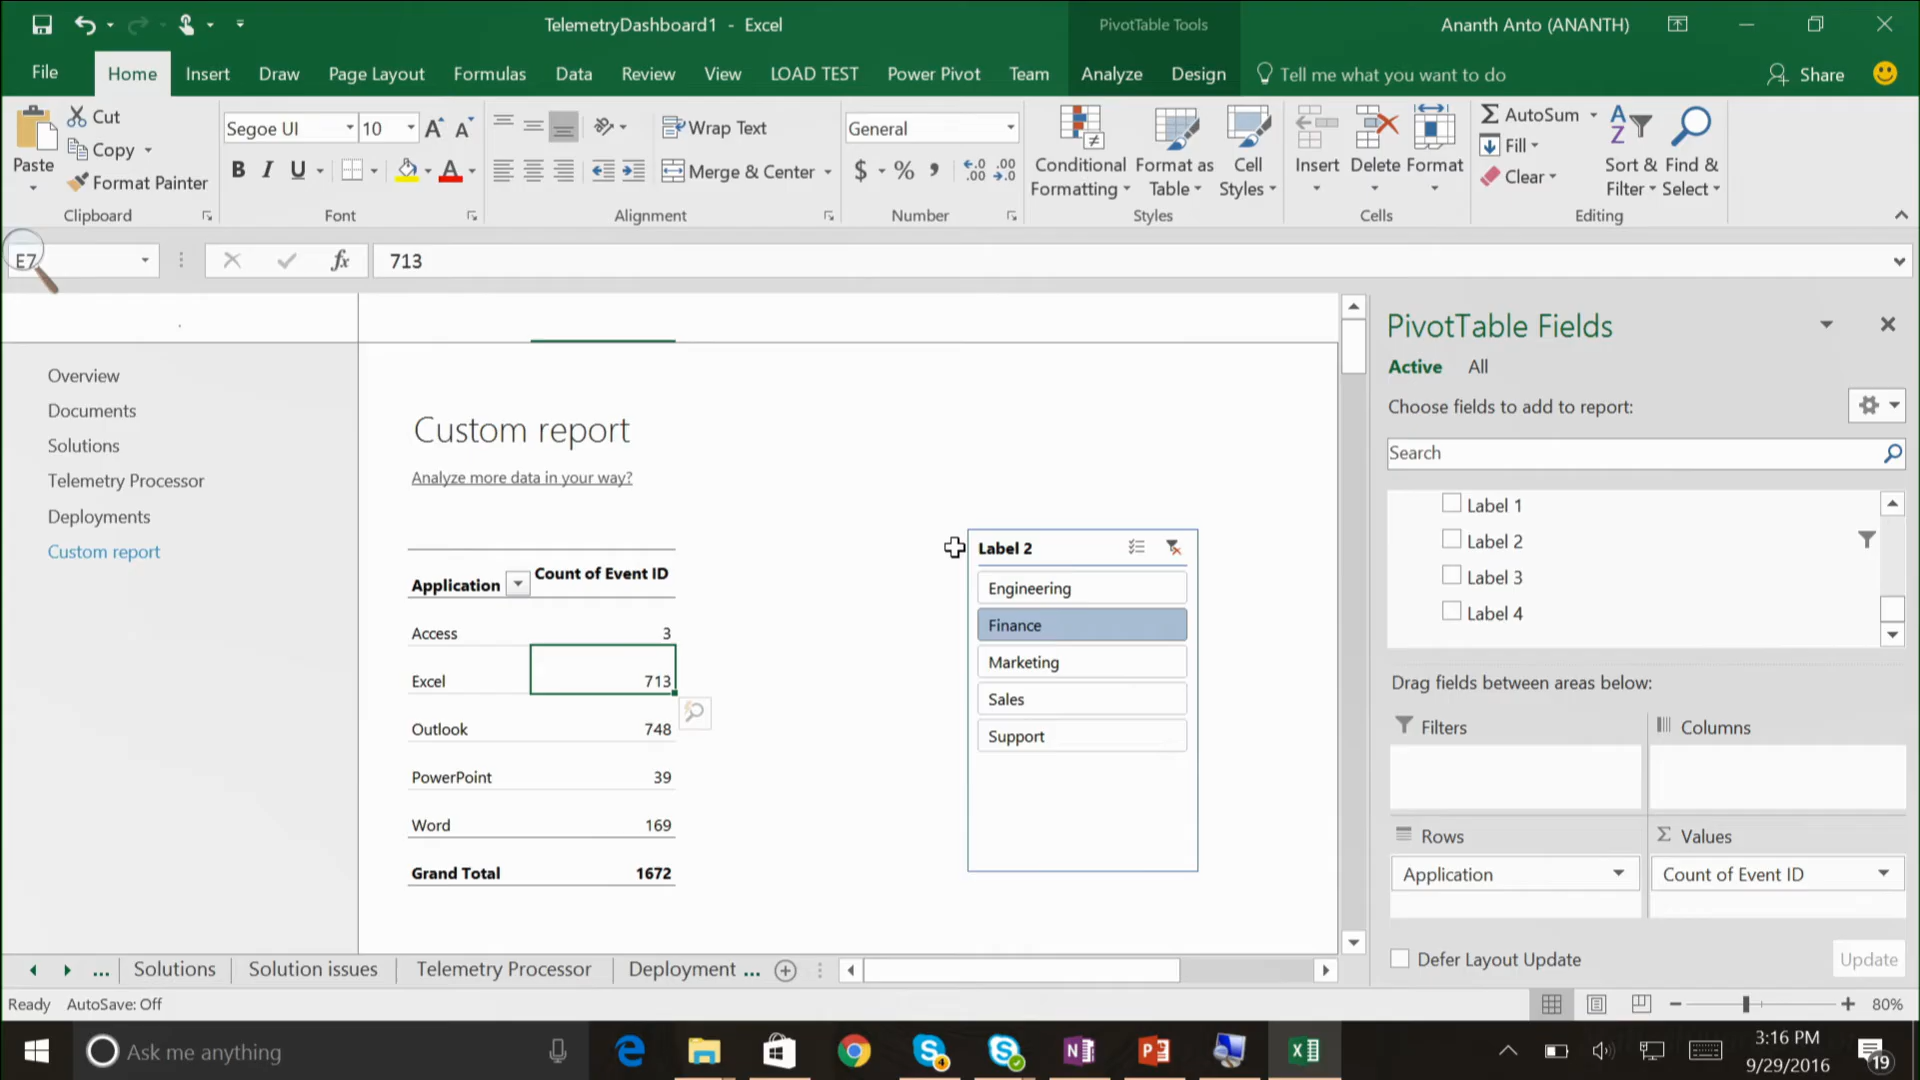 TelemetryDashboard1 - Excel
PivotTable Tools
Ananth Anto (ANANTH)
File
Home
Insert
Draw
Page Layout
Formulas
Data
Review
View
LOAD TEST
Power Pivot
Team
Analyze
Design
Tell me what you want to do
Share
Paste
Cut
Copy
Format Painter
Clipboard
Segoe UI
10
B I U
Font
Wrap Text
Merge & Center
Alignment
General
$ % ,
Number
Conditional Formatting
Format as Table
Cell Styles
Styles
Insert
Delete
Format
Cells
AutoSum
Fill
Clear
Sort & Filter
Find & Select
Editing
E7
fx
713
Overview
Documents
Solutions
Telemetry Processor
Deployments
Custom report
Custom report
Analyze more data in your way?
Application Count of Event ID
Access 3
Excel 713
Outlook 748
PowerPoint 39
Word 169
Grand Total 1672
Label 2
Engineering
Finance
Marketing
Sales
Support
PivotTable Fields
Active All
Choose fields to add to report:
Search
Label 1
Label 2
Label 3
Label 4
Drag fields between areas below:
Filters
Columns
Rows
Values
Application
Count of Event ID
Defer Layout Update
Update
... Solutions Solution issues Telemetry Processor Deployment ...
Ready AutoSave: Off
80%
Ask me anything
4
3:16 PM
9/29/2016
19